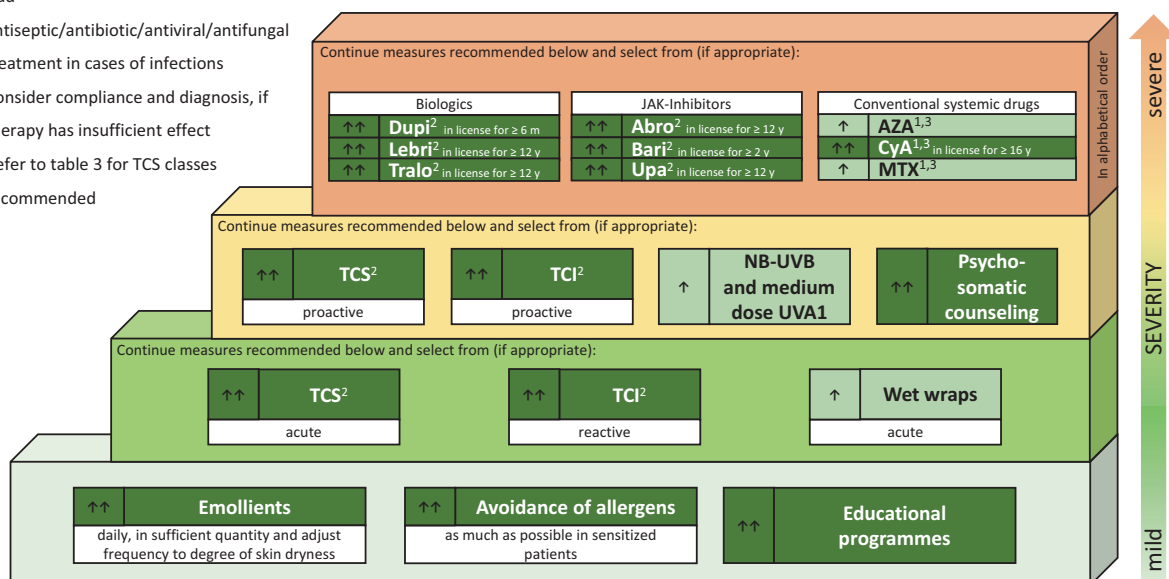 antiseptic/antibiotic/antiviral/antifungal
treatment in cases of infections
consider compliance and diagnosis, if
therapy has insufficient effect
refer to table 3 for TCS classes
recommended
Continue measures recommended below and select from (if appropriate):
Biologics
↑↑ Dupi² in license for ≥ 6 m
↑↑ Lebri² in license for ≥ 12 y
↑↑ Tralo² in license for ≥ 12 y
JAK-Inhibitors
↑↑ Abro² in license for ≥ 12 y
↑↑ Bari² in license for ≥ 2 y
↑↑ Upa² in license for ≥ 12 y
Conventional systemic drugs
↑ AZA¹,³
↑↑ CyA¹,³ in license for ≥ 16 y
↑ MTX¹,³
In alphabetical order
Continue measures recommended below and select from (if appropriate):
↑↑ TCS²
proactive
↑↑ TCI²
proactive
↑ NB-UVB
and medium
dose UVA1
↑↑ Psycho-
somatic
counseling
Continue measures recommended below and select from (if appropriate):
↑↑ TCS²
acute
↑↑ TCI²
reactive
↑ Wet wraps
acute
↑↑ Emollients
daily, in sufficient quantity and adjust
frequency to degree of skin dryness
↑↑ Avoidance of allergens
as much as possible in sensitized
patients
↑↑ Educational
programmes
severe
SEVERITY
mild